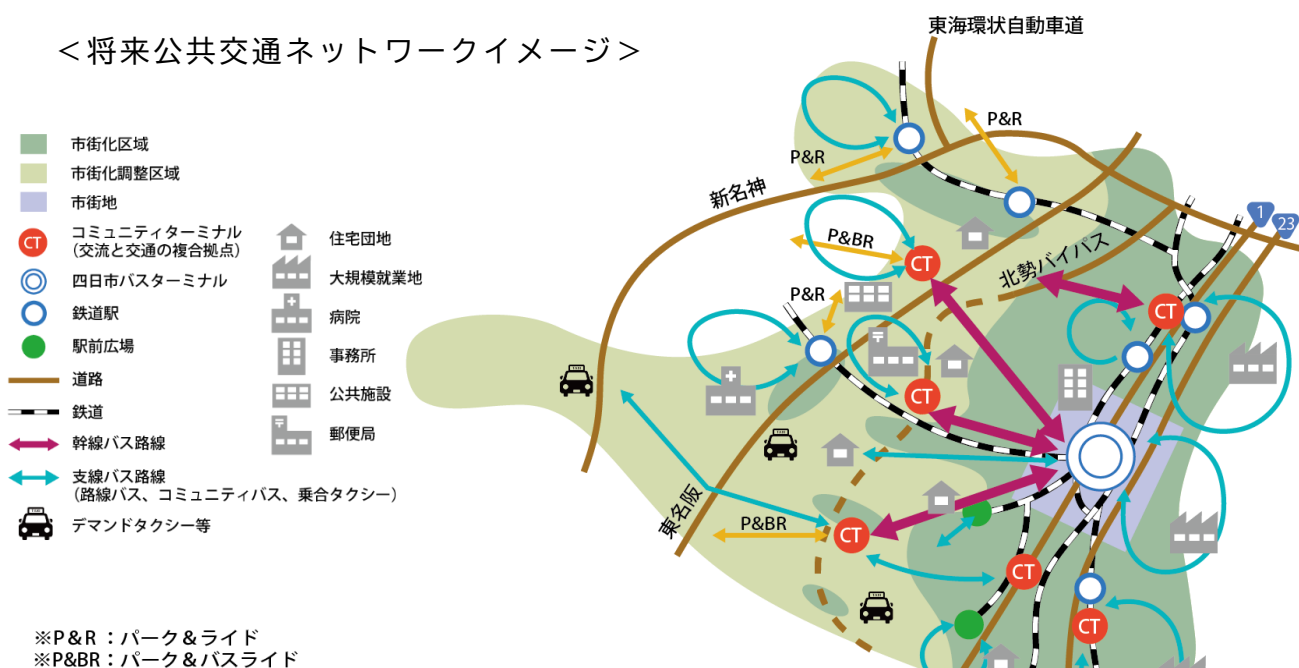 ＜将来公共交通ネットワークイメージ＞
市街化区域
市街化調整区域
市街地
CT
コミュニティターミナル
（交流と交通の複合拠点）
四日市バスターミナル
鉄道駅
駅前広場
道路
鉄道
幹線バス路線
支線バス路線
（路線バス、コミュニティバス、乗合タクシー）
TAXI
デマンドタクシー等
住宅団地
大規模就業地
〒
病院
事務所
公共施設
郵便局
※P&R：パーク&ライド
※P&BR：パーク&バスライド
東海環状自動車道
P&R
P&R
新名神
1
23
P&BR
CT
北勢バイパス
P&R
CT
〒
TAXI
CT
TAXI
東名阪
P&BR
CT
CT
TAXI
CT